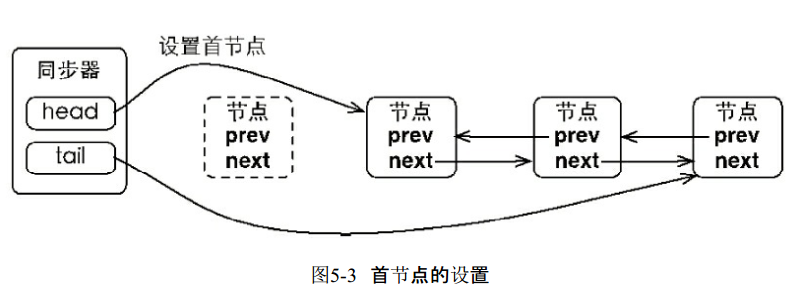 设置首节点
同步器
head
tail
节点
prev
next
节点
prev
next
节点
prev
next
节点
prev
next
图5-3 首节点的设置